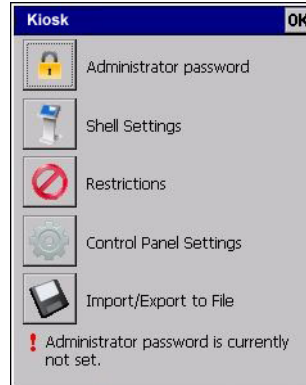 Kiosk OK
Administrator password
Shell Settings
Restrictions
Control Panel Settings
Import/Export to File
! Administrator password is currently
not set.